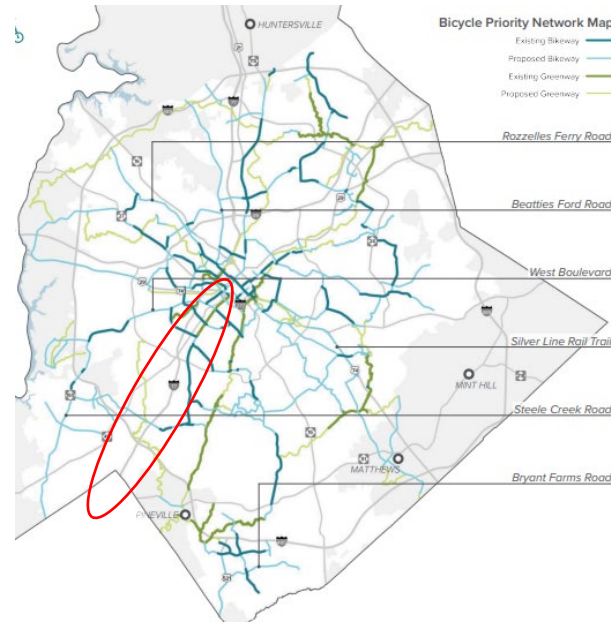 HUNTERSVILLE
Bicycle Priority Network Map
Existing Bikeway
Proposed Bikeway
Existing Greenway
Proposed Greenway
Rozzelles Ferry Road
Beatties Ford Road
West Boulevard
Silver Line Rail Trail
MINT HILL
Steele Creek Road
MATTHEWS
Bryant Farms Road
PINEVILLE